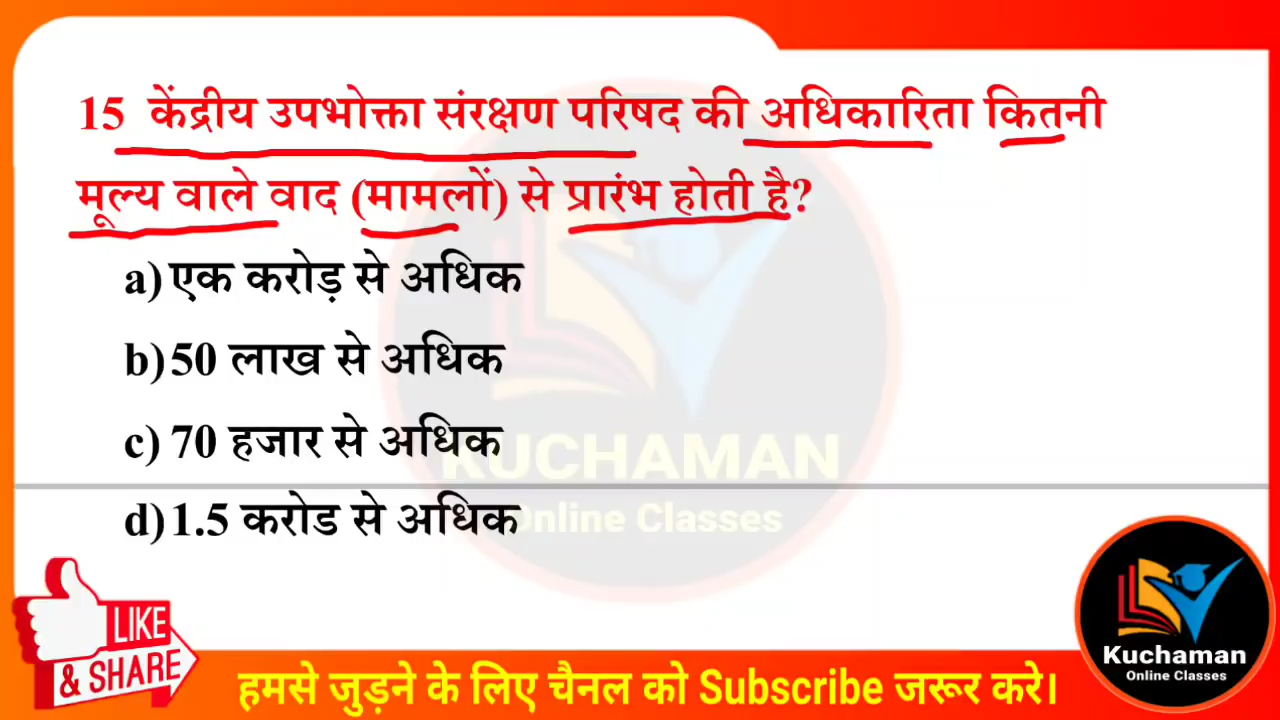 15 केंद्रीय उपभोक्ता संरक्षण परिषद की अधिकारिता कितनी
मूल्य वाले वाद (मामलों) से प्रारंभ होती है?
a) एक करोड़ से अधिक
b) 50 लाख से अधिक
c) 70 हजार से अधिक
d) 1.5 करोड से अधिक
KUCHAMAN
Online Classes
LIKE
& SHARE
हमसे जुड़ने के लिए चैनल को Subscribe जरूर करे।
Kuchaman
Online Classes